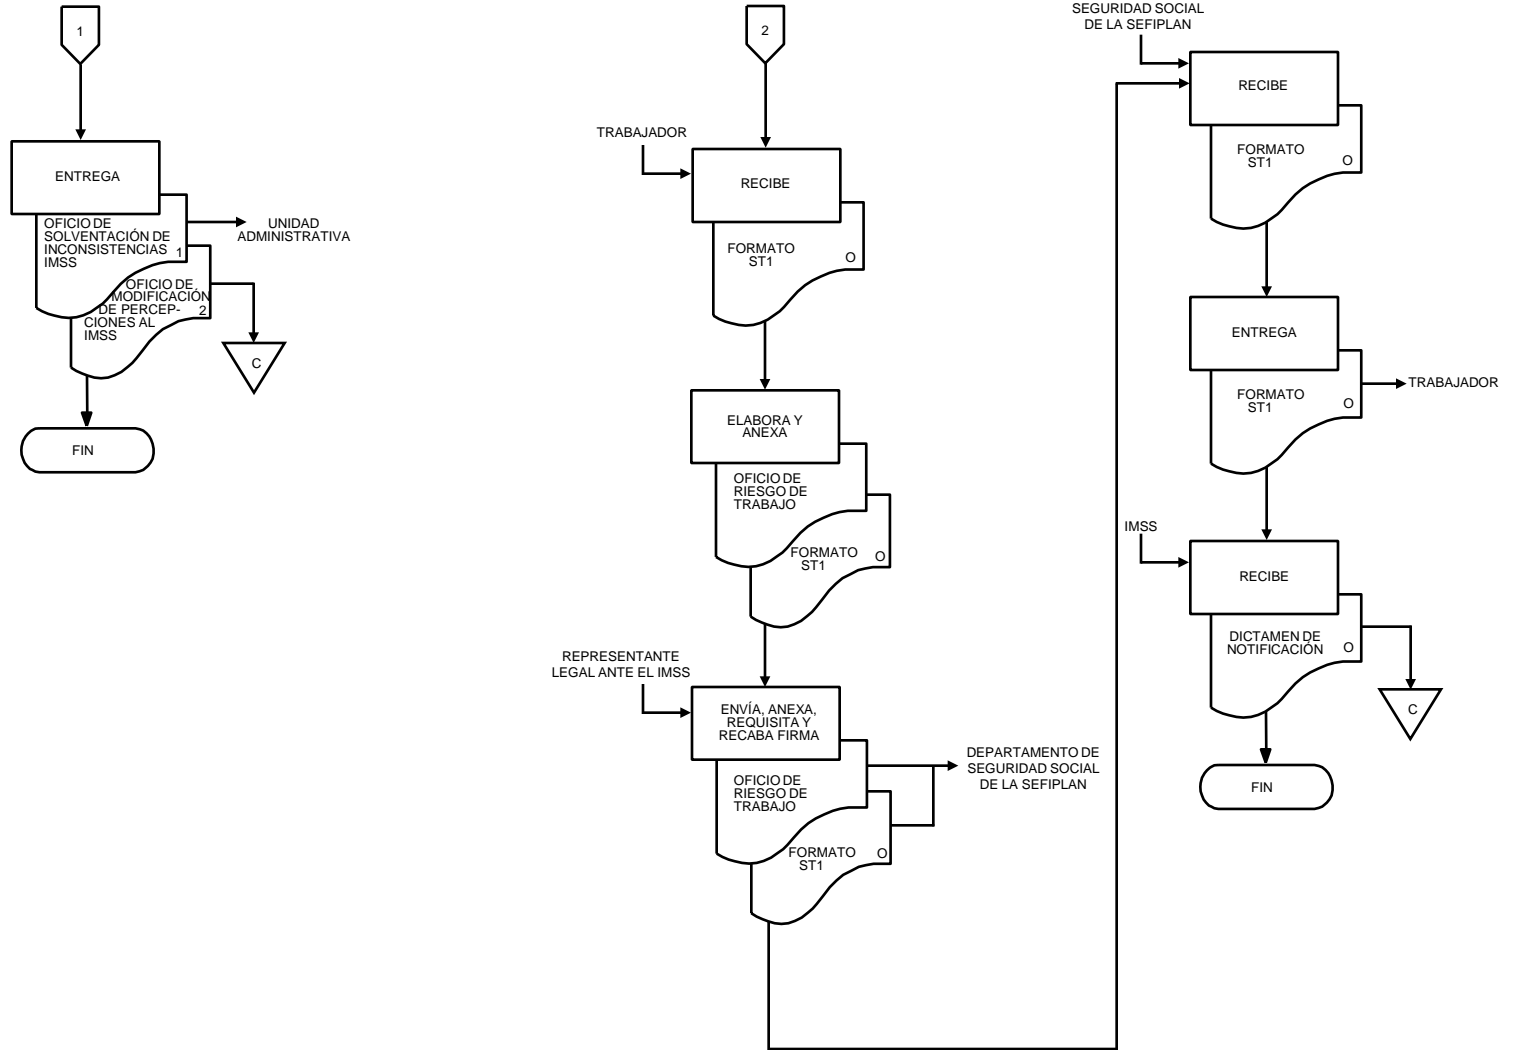 1
ENTREGA
OFICIO DE
SOLVENTACIÓN DE
INCONSISTENCIAS
IMSS
1
UNIDAD
ADMINISTRATIVA
OFICIO DE
MODIFICACIÓN
DE PERCEP-
CIONES AL
IMSS
2
C
FIN
2
TRABAJADOR
RECIBE
FORMATO
ST1
O
ELABORA Y
ANEXA
OFICIO DE
RIESGO DE
TRABAJO
FORMATO
ST1
O
REPRESENTANTE
LEGAL ANTE EL IMSS
ENVÍA, ANEXA,
REQUISITA Y
RECABA FIRMA
OFICIO DE
RIESGO DE
TRABAJO
FORMATO
ST1
O
DEPARTAMENTO DE
SEGURIDAD SOCIAL
DE LA SEFIPLAN
SEGURIDAD SOCIAL
DE LA SEFIPLAN
RECIBE
FORMATO
ST1
O
ENTREGA
FORMATO
ST1
O
TRABAJADOR
IMSS
RECIBE
DICTAMEN DE
NOTIFICACIÓN
O
C
FIN